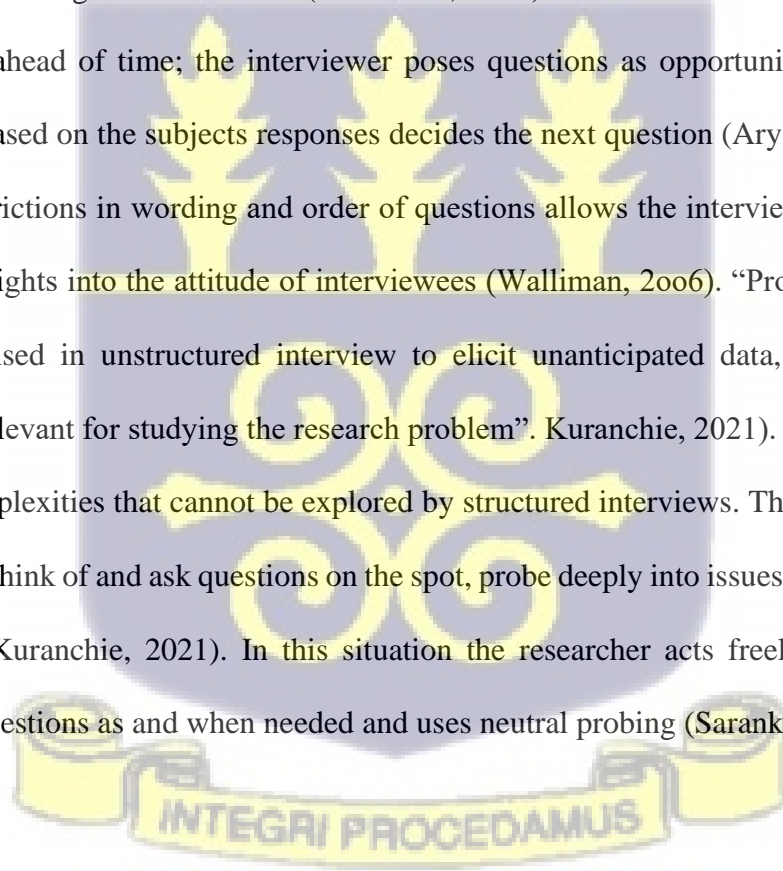 ahead of time; the interviewer poses questions as opportuni
ased on the subjects responses decides the next question (Ary
rictions in wording and order of questions allows the intervie
ights into the attitude of interviewees (Walliman, 2oo6). “Pro
sed in unstructured interview to elicit unanticipated data,
levant for studying the research problem”. Kuranchie, 2021).
plexities that cannot be explored by structured interviews. Th
hink of and ask questions on the spot, probe deeply into issues
Kuranchie, 2021). In this situation the researcher acts freel
estions as and when needed and uses neutral probing (Sarank
INTEGRI PROCEDAMUS